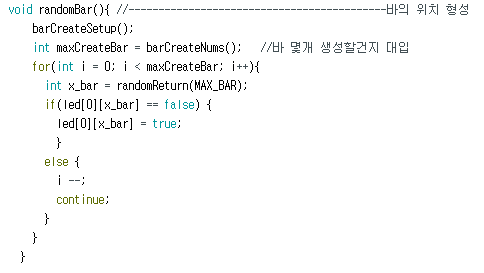 void randomBar(){ //-------------------------------------------바의 위치 형성
    barCreateSetup();
    int maxCreateBar = barCreateNums();   //바 몇개 생성할건지 대입
    for(int i = 0; i < maxCreateBar; i++){
      int x_bar = randomReturn(MAX_BAR);
      if(led[0][x_bar] == false) {
        led[0][x_bar] = true;
        }
      else {
        i --;
        continue;
      }
    }
  }